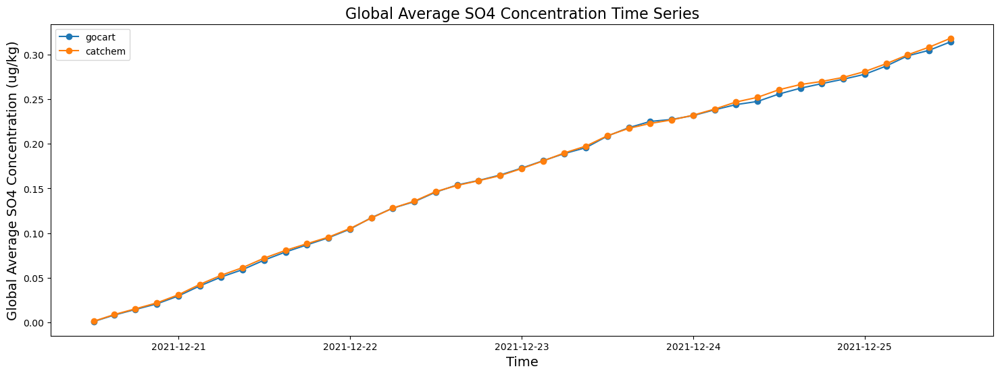 Global Average SO4 Concentration Time Series
gocart
catchem
Global Average SO4 Concentration (ug/kg)
0.30
0.25
0.20
0.15
0.10
0.05
0.00
2021-12-21
2021-12-22
2021-12-23
2021-12-24
2021-12-25
Time